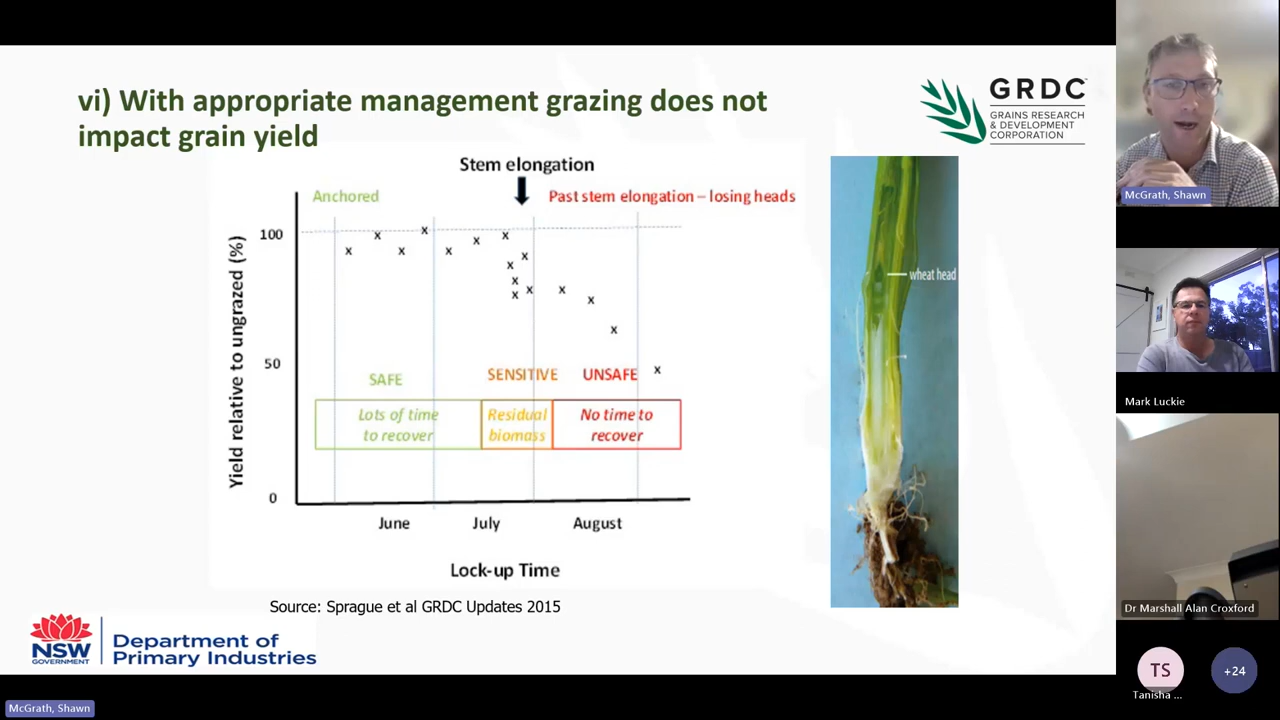 vi) With appropriate management grazing does not
impact grain yield
GRDC
GRAINS RESEARCH
& DEVELOPMENT
CORPORATION
Stem elongation
Anchored
Past stem elongation – losing heads
Yield relative to ungrazed (%)
100
50
0
SAFE
SENSITIVE
UNSAFE
Lots of time
to recover
Residual
biomass
No time to
recover
June
July
August
Lock-up Time
wheat head
Source: Sprague et al GRDC Updates 2015
NSW
GOVERNMENT
Department of
Primary Industries
McGrath, Shawn
McGrath, Shawn
Mark Luckie
Dr Marshall Alan Croxford
TS
Tanisha ...
+24